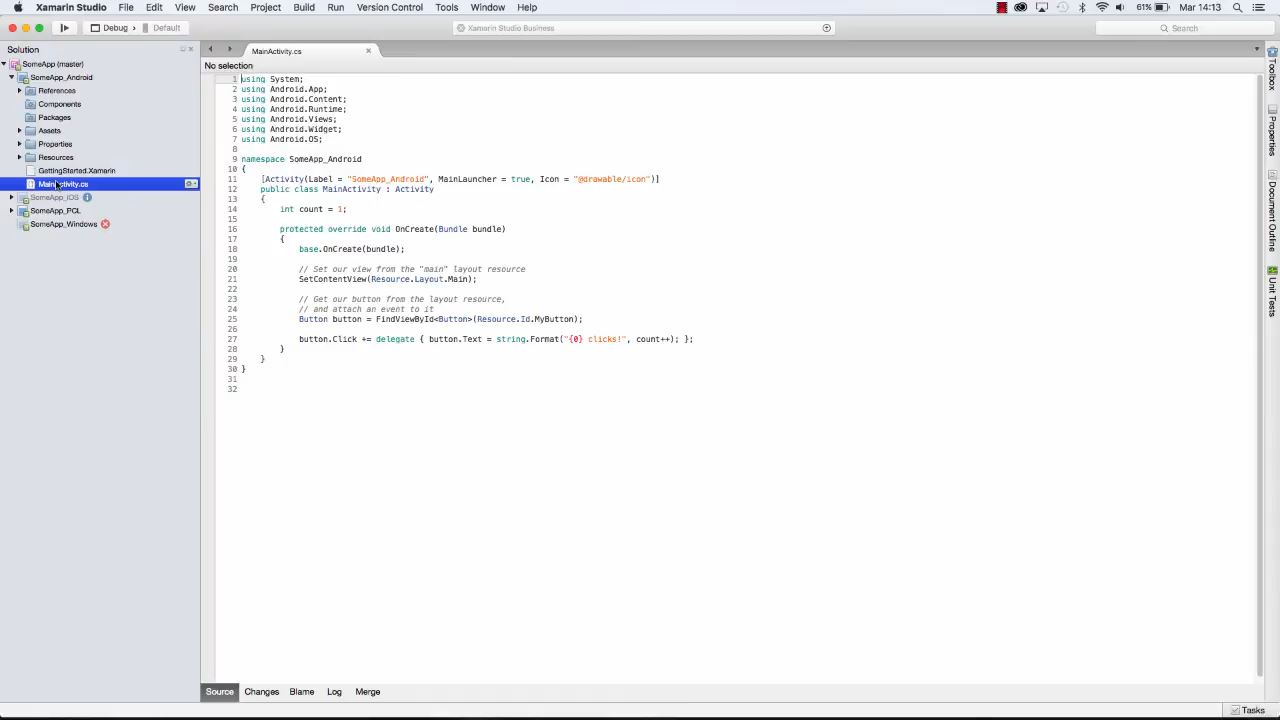 Xamarin Studio File Edit View Search Project Build Run Version Control Tools Window Help 61% Mar 14:13
Debug › Default Xamarin Studio Business Search
Solution
SomeApp (master)
SomeApp_Android
References
Components
Packages
Assets
Properties
Resources
GettingStarted.Xamarin
MainActivity.cs
SomeApp_iOS
SomeApp_PCL
SomeApp_Windows
MainActivity.cs
No selection
1 using System;
2 using Android.App;
3 using Android.Content;
4 using Android.Runtime;
5 using Android.Views;
6 using Android.Widget;
7 using Android.OS;
8
9 namespace SomeApp_Android
10 {
11 [Activity(Label = "SomeApp_Android", MainLauncher = true, Icon = "@drawable/icon")]
12 public class MainActivity : Activity
13 {
14 int count = 1;
15
16 protected override void OnCreate(Bundle bundle)
17 {
18 base.OnCreate(bundle);
19
20 // Set our view from the "main" layout resource
21 SetContentView(Resource.Layout.Main);
22
23 // Get our button from the layout resource,
24 // and attach an event to it
25 Button button = FindViewById<Button>(Resource.Id.MyButton);
26
27 button.Click += delegate { button.Text = string.Format("{0} clicks!", count++); };
28 }
29 }
30 }
31
32
Source Changes Blame Log Merge
Toolbox
Properties
Document Outline
Unit Tests
Tasks